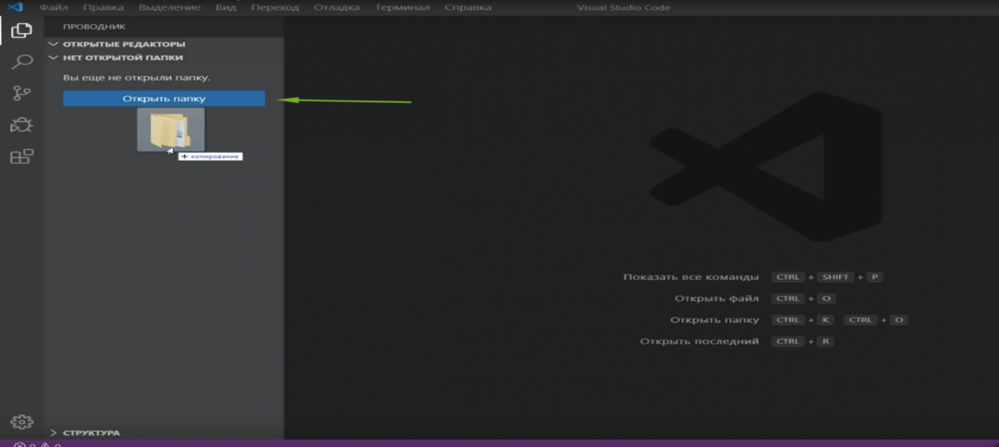 Файл Правка Выделение Вид Переход Отладка Терминал Справка Visual Studio Code
ПРОВОДНИК
ОТКРЫТЫЕ РЕДАКТОРЫ
НЕТ ОТКРЫТОЙ ПАПКИ
Вы еще не открыли папку.
Открыть папку
+ копирование
Показать все команды CTRL + SHIFT + P
Открыть файл CTRL + O
Открыть папку CTRL + K CTRL + O
Открыть последний CTRL + R
СТРУКТУРА